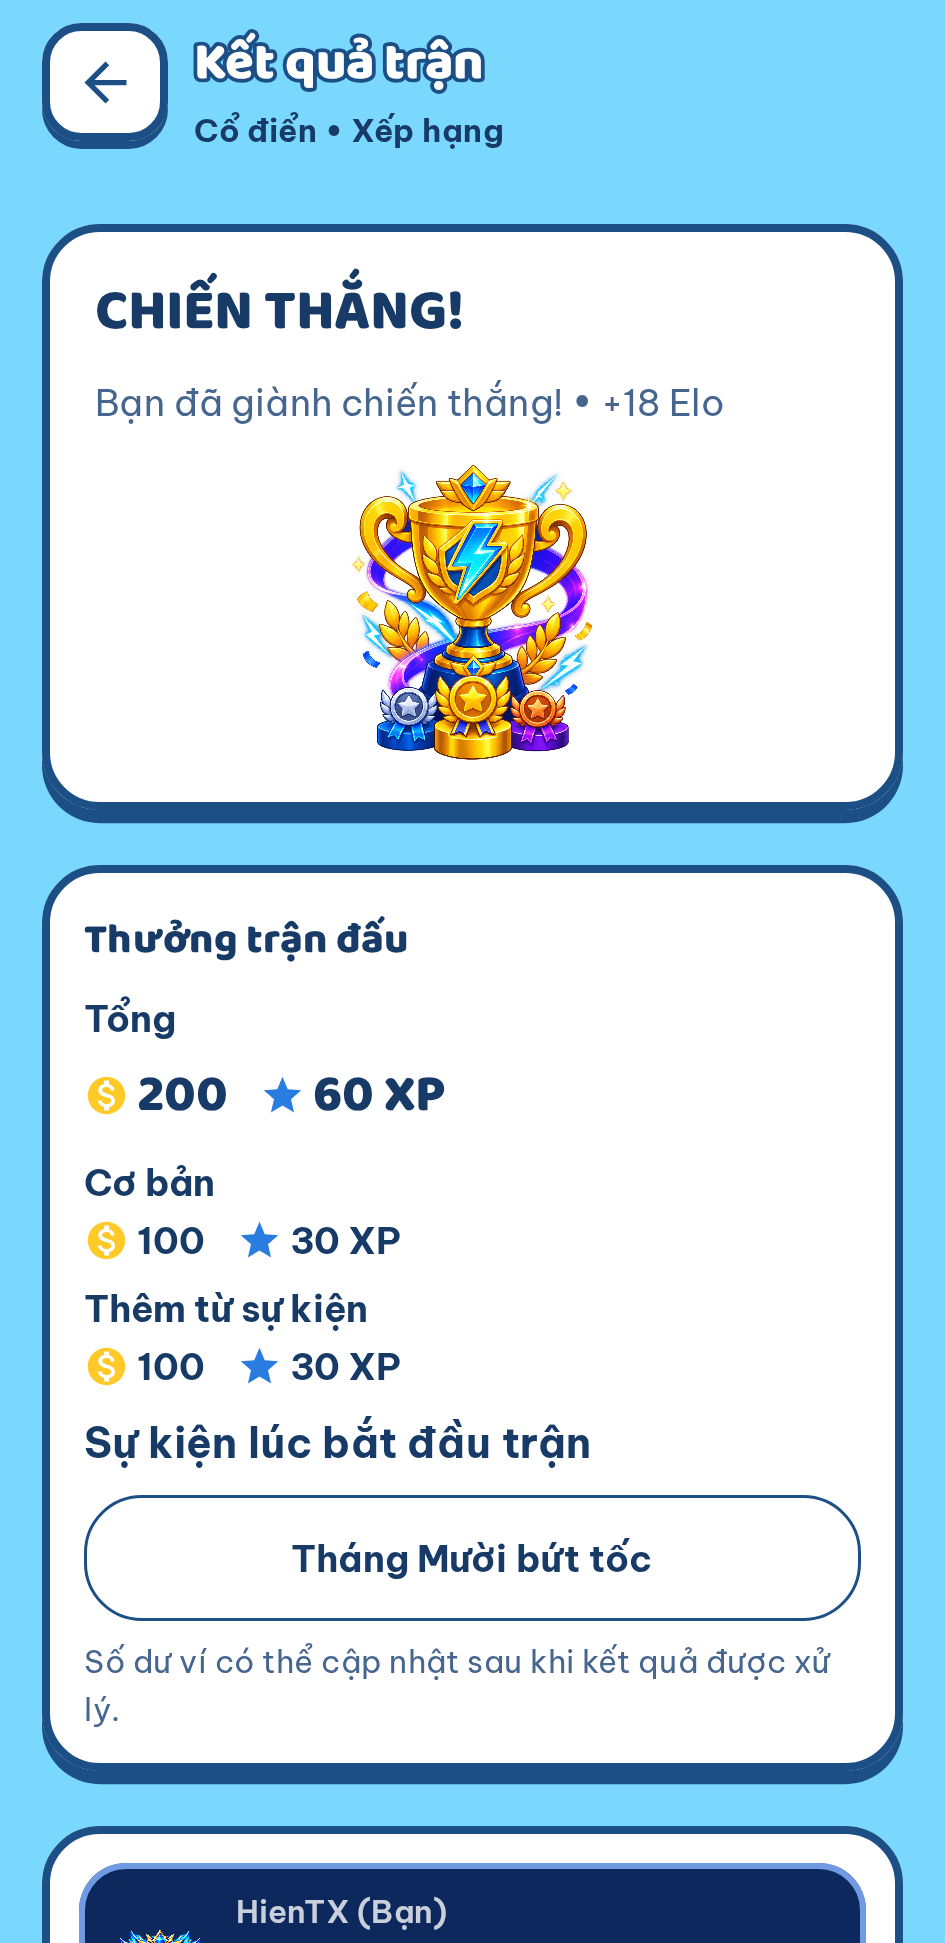 Kết quả trận
Cổ điển • Xếp hạng
CHIẾN THẮNG!
Bạn đã giành chiến thắng! • +18 Elo
Thưởng trận đấu
Tổng
200 60 XP
Cơ bản
100 30 XP
Thêm từ sự kiện
100 30 XP
Sự kiện lúc bắt đầu trận
Tháng Mười bứt tốc
Số dư ví có thể cập nhật sau khi kết quả được xử
lý.
HienTX (Bạn)